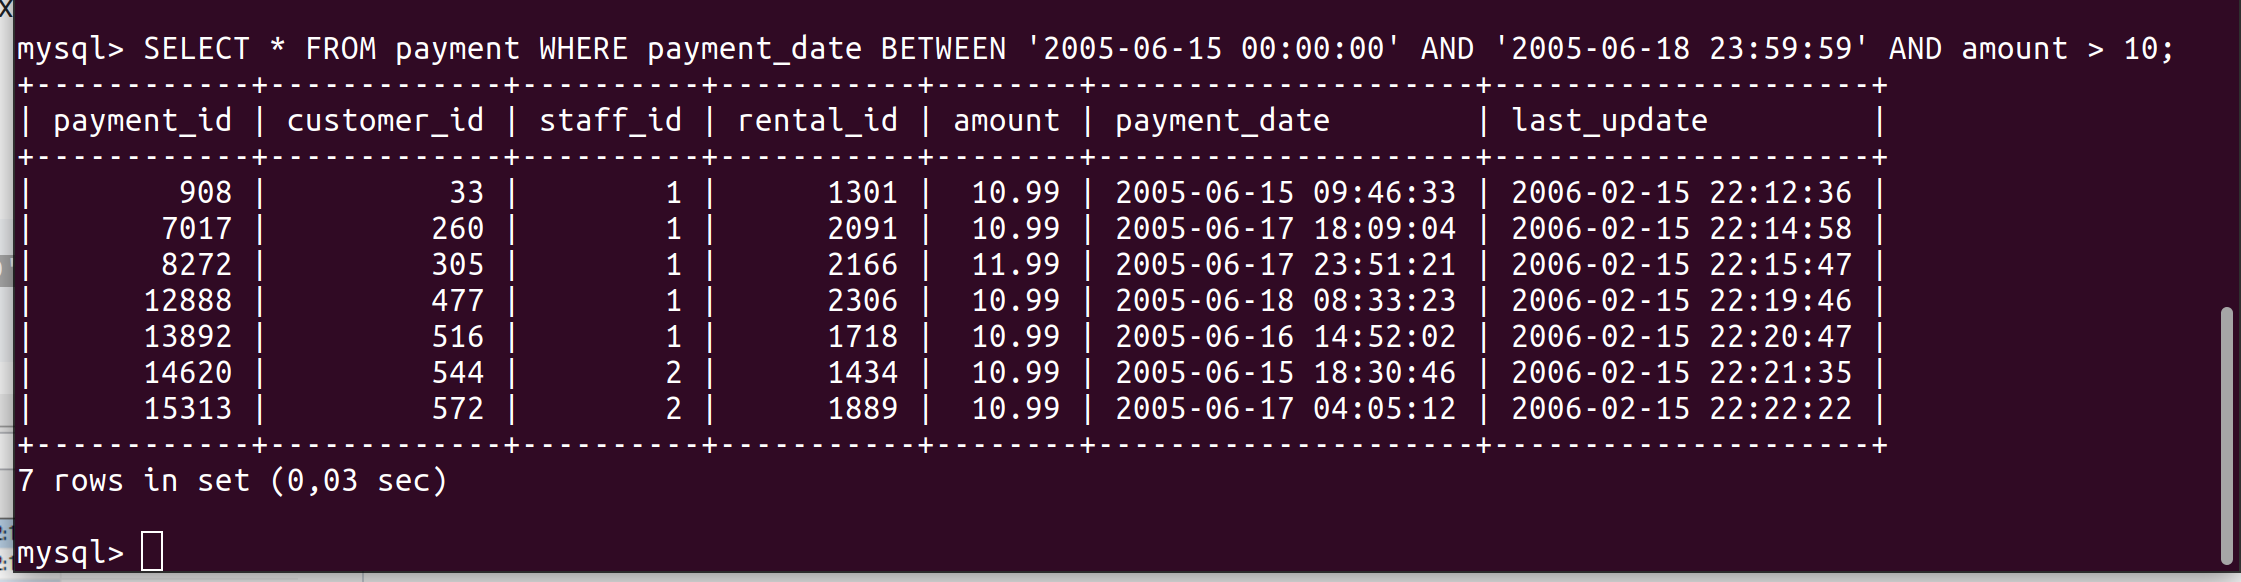 mysql> SELECT * FROM payment WHERE payment_date BETWEEN '2005-06-15 00:00:00' AND '2005-06-18 23:59:59' AND amount > 10;
+------------+-------------+----------+-----------+--------+---------------------+---------------------+
| payment_id | customer_id | staff_id | rental_id | amount | payment_date        | last_update         |
+------------+-------------+----------+-----------+--------+---------------------+---------------------+
|        908 |          33 |        1 |      1301 |  10.99 | 2005-06-15 09:46:33 | 2006-02-15 22:12:36 |
|       7017 |         260 |        1 |      2091 |  10.99 | 2005-06-17 18:09:04 | 2006-02-15 22:14:58 |
|       8272 |         305 |        1 |      2166 |  11.99 | 2005-06-17 23:51:21 | 2006-02-15 22:15:47 |
|      12888 |         477 |        1 |      2306 |  10.99 | 2005-06-18 08:33:23 | 2006-02-15 22:19:46 |
|      13892 |         516 |        1 |      1718 |  10.99 | 2005-06-16 14:52:02 | 2006-02-15 22:20:47 |
|      14620 |         544 |        2 |      1434 |  10.99 | 2005-06-15 18:30:46 | 2006-02-15 22:21:35 |
|      15313 |         572 |        2 |      1889 |  10.99 | 2005-06-17 04:05:12 | 2006-02-15 22:22:22 |
+------------+-------------+----------+-----------+--------+---------------------+---------------------+
7 rows in set (0,03 sec)
mysql>